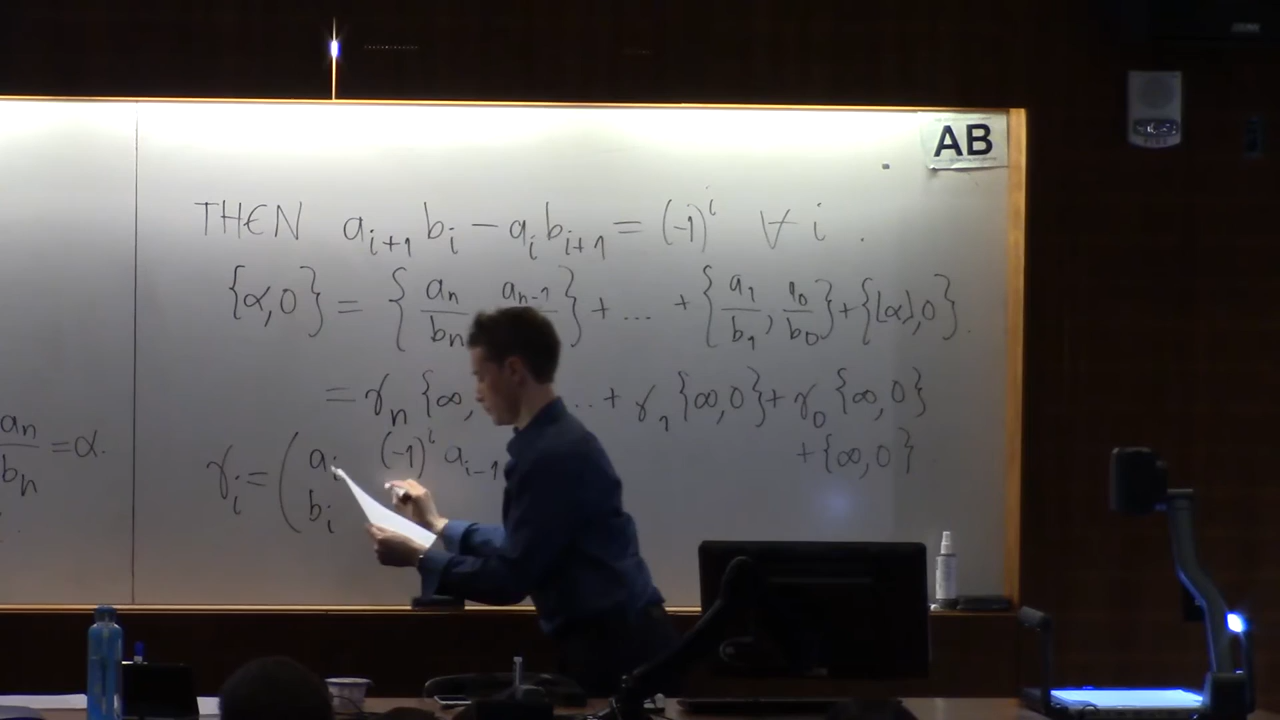 AB
THEN a_{i+1} b_i − a_i b_{i+1} = (-1)^i ∀ i .
{α,0} = { a_n/b_n a_{n-1} } + ... + { a_1/b_1 , a_0/b_0 } + {⌊α⌋,0}.
= γ_n {∞, .. + γ_1 {∞,0} + γ_0 {∞,0}
+ {∞,0}
a_n/b_n = α.
γ_i = ( a_i (-1)^i a_{i-1}
b_i